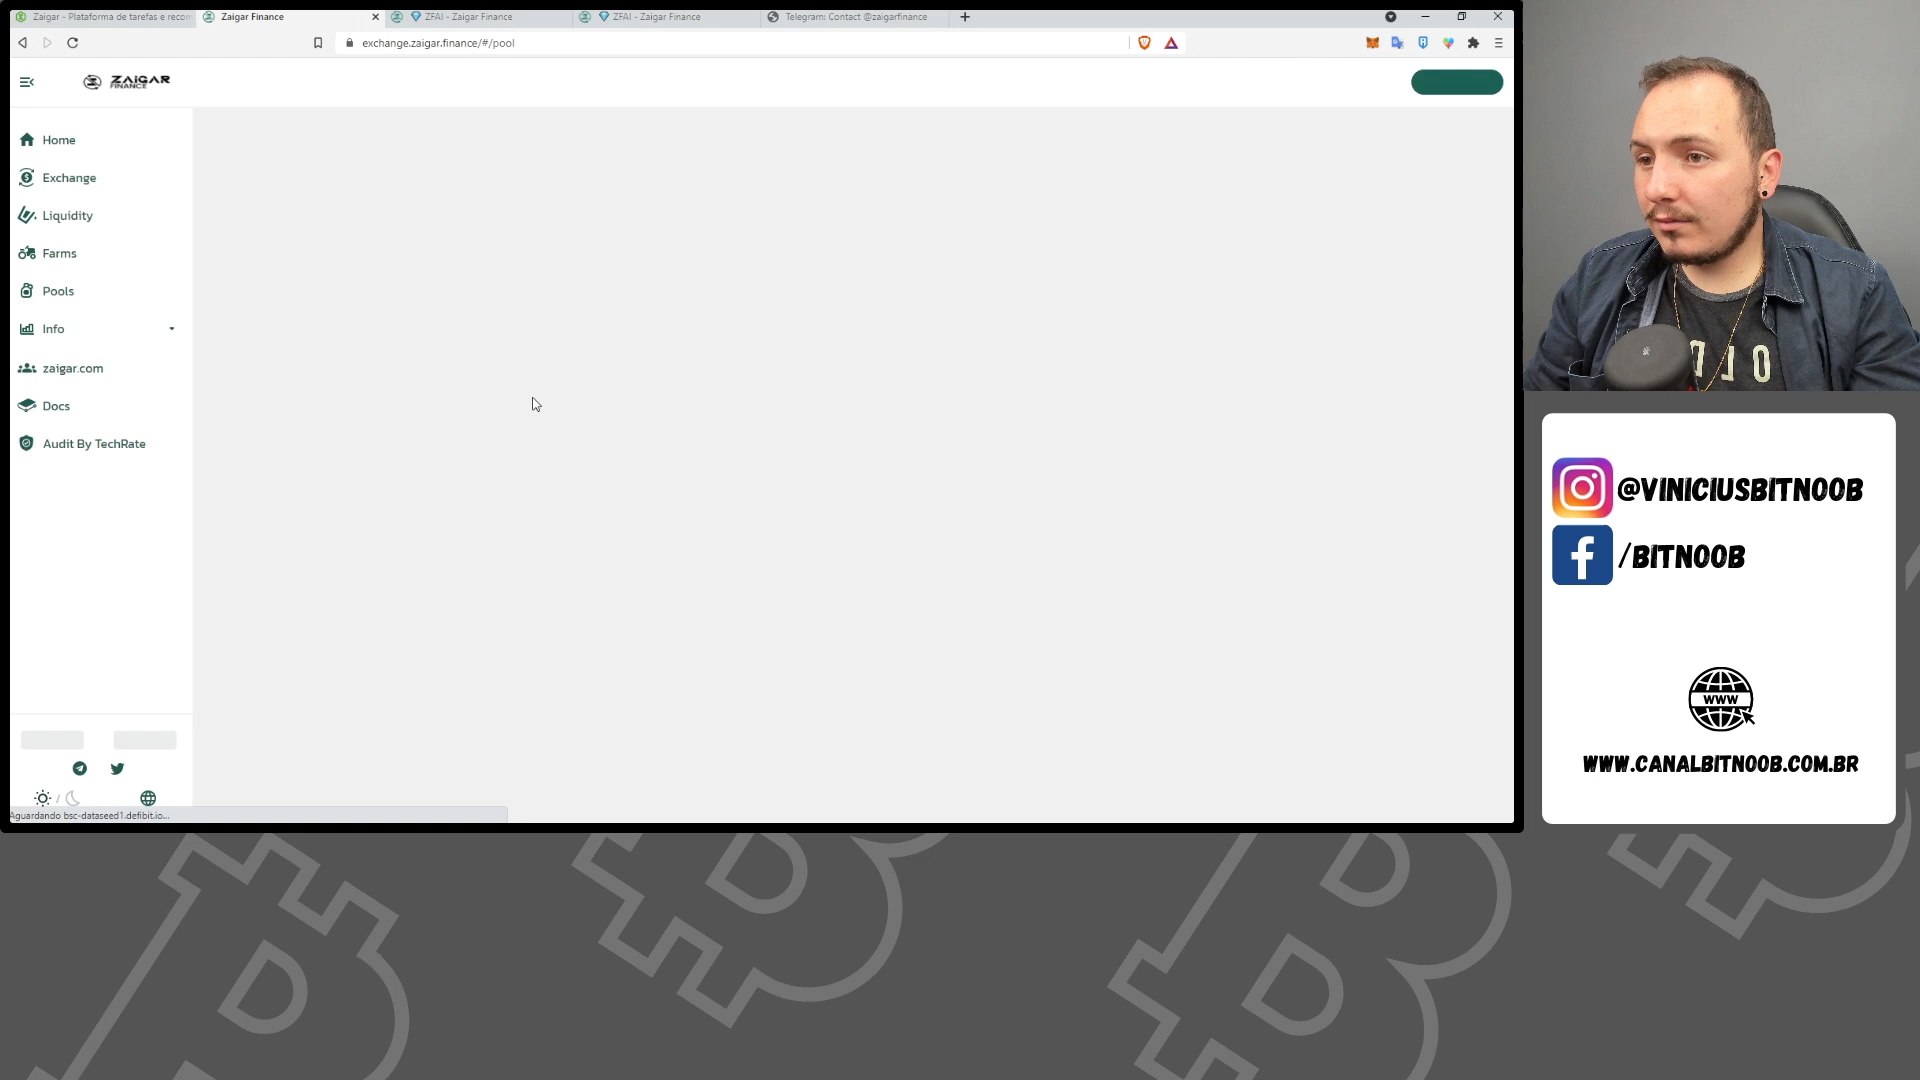 Zaigar - Plataforma de tarefas e recom
Zaigar Finance
ZFAI - Zaigar Finance
ZFAI - Zaigar Finance
Telegram: Contact @zaigarfinance
exchange.zaigar.finance/#/pool
ZAIGAR
FINANCE
Home
Exchange
Liquidity
Farms
Pools
Info
zaigar.com
Docs
Audit By TechRate
Aguardando bsc-dataseed1.defibit.io...
@VINICIUSBITNOOB
/BITNOOB
WWW
WWW.CANALBITNOOB.COM.BR